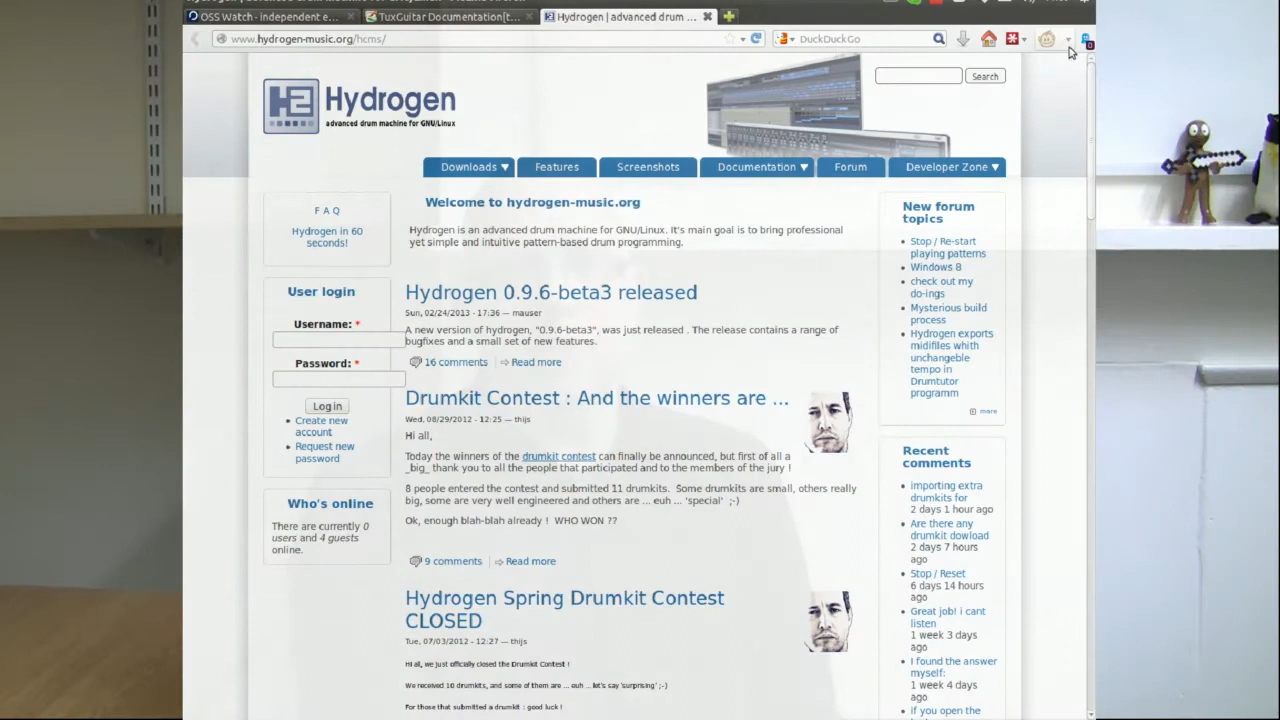 OSS Watch - independent e...
TuxGuitar Documentation[t...
Hydrogen | advanced drum ...
www.hydrogen-music.org/hcms/
DuckDuckGo
H2 Hydrogen
advanced drum machine for GNU/Linux
Search
Downloads
Features
Screenshots
Documentation
Forum
Developer Zone
FAQ
Hydrogen in 60
seconds!
User login
Username: *
Password: *
Log in
Create new
account
Request new
password
Who's online
There are currently 0
users and 4 guests
online.
Welcome to hydrogen-music.org
Hydrogen is an advanced drum machine for GNU/Linux. It's main goal is to bring professional
yet simple and intuitive pattern-based drum programming.
Hydrogen 0.9.6-beta3 released
Sun, 02/24/2013 - 17:36 — mauser
A new version of hydrogen, "0.9.6-beta3", was just released . The release contains a range of
bugfixes and a small set of new features.
16 comments
Read more
Drumkit Contest : And the winners are ...
Wed, 08/29/2012 - 12:25 — thijs
Hi all,
Today the winners of the drumkit contest can finally be announced, but first of all a
_big_ thank you to all the people that participated and to the members of the jury !
8 people entered the contest and submitted 11 drumkits. Some drumkits are small, others really
big, some are very well engineered and others are ... euh ... 'special' ;-)
Ok, enough blah-blah already ! WHO WON ??
9 comments
Read more
Hydrogen Spring Drumkit Contest
CLOSED
Tue, 07/03/2012 - 12:27 — thijs
Hi all, we just officially closed the Drumkit Contest !
We received 10 drumkits, and some of them are ... euh ... let's say 'surprising' ;-)
For those that submitted a drumkit : good luck !
New forum
topics
Stop / Re-start
playing patterns
Windows 8
check out my
do-ings
Mysterious build
process
Hydrogen exports
midifiles whith
unchangeble
tempo in
Drumtutor
programm
more
Recent
comments
importing extra
drumkits for
2 days 1 hour ago
Are there any
drumkit dowload
2 days 7 hours
ago
Stop / Reset
6 days 14 hours
ago
Great job! i cant
listen
1 week 3 days
ago
I found the answer
myself:
1 week 4 days
ago
if you open the